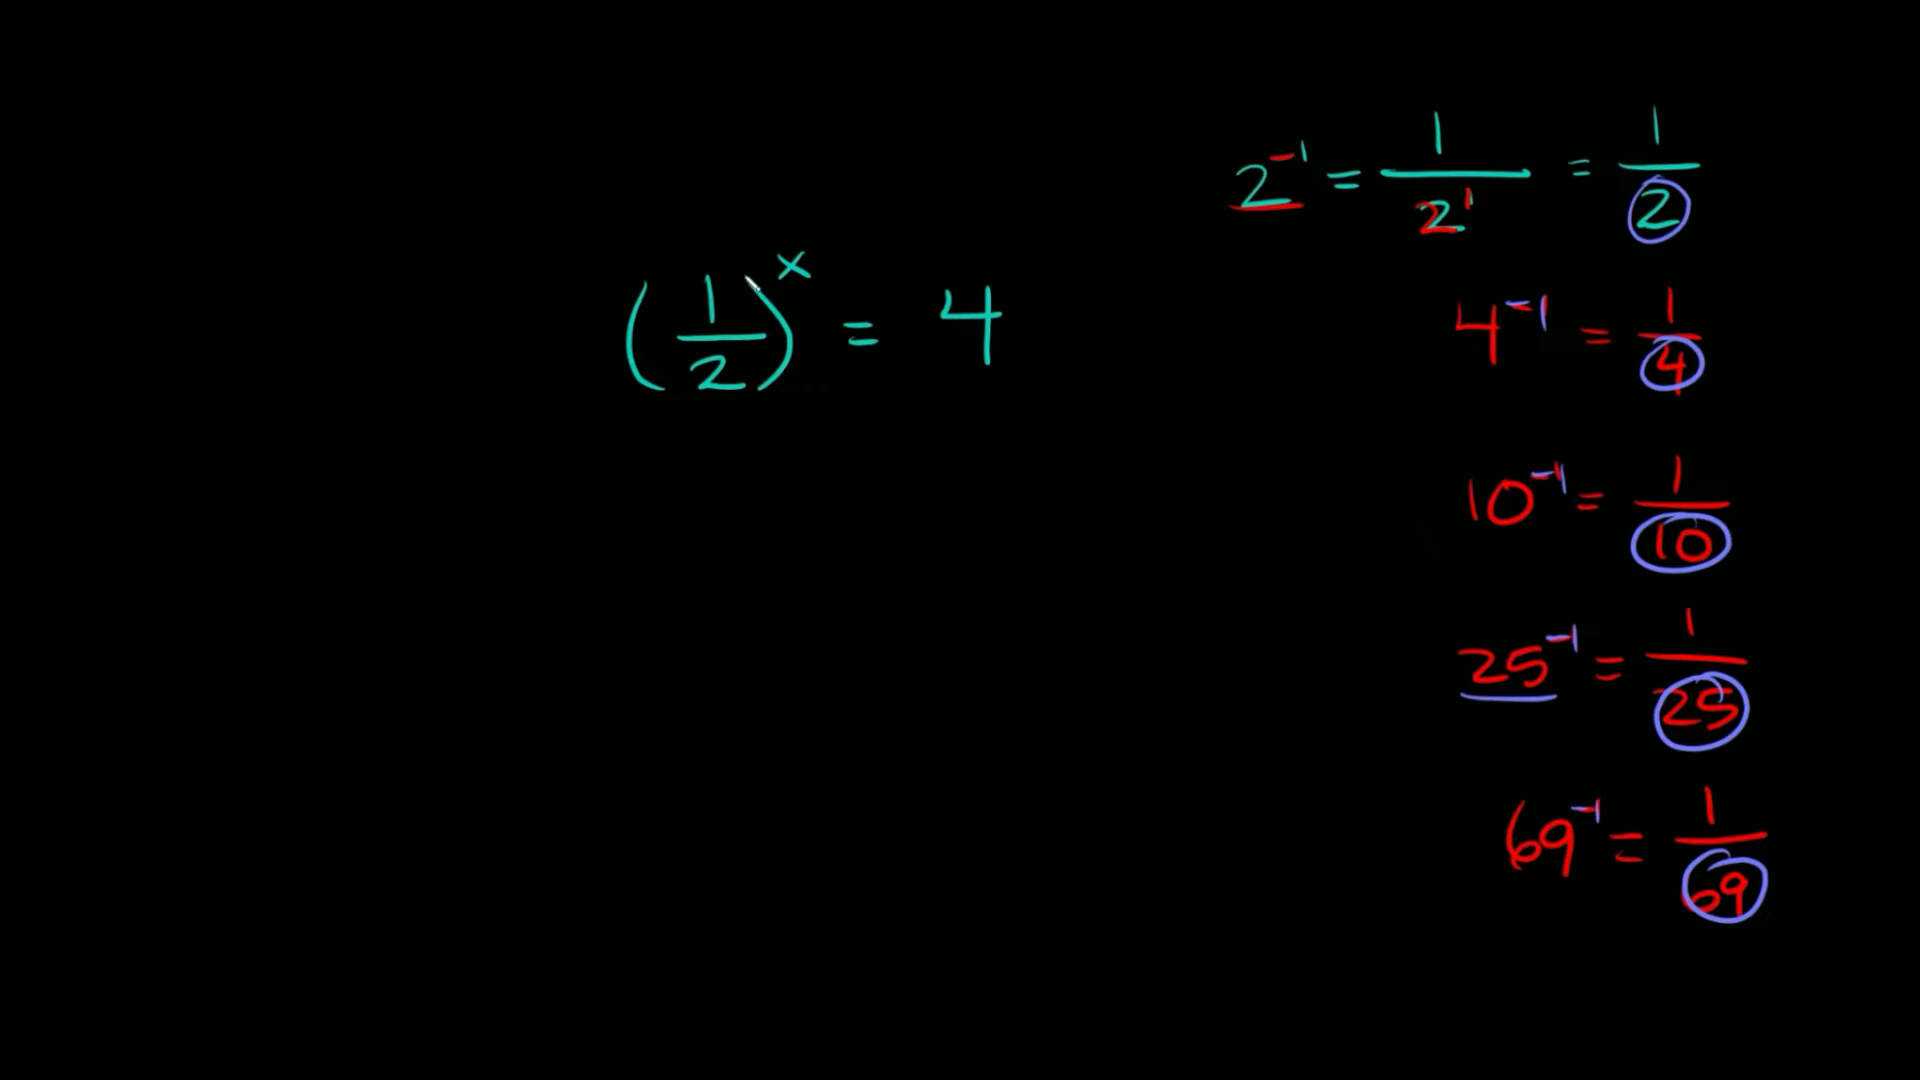 2^-1 = 1/2^1 = 1/2
(1/2)^x = 4
4^-1 = 1/4
10^-1 = 1/10
25^-1 = 1/25
69^-1 = 1/69